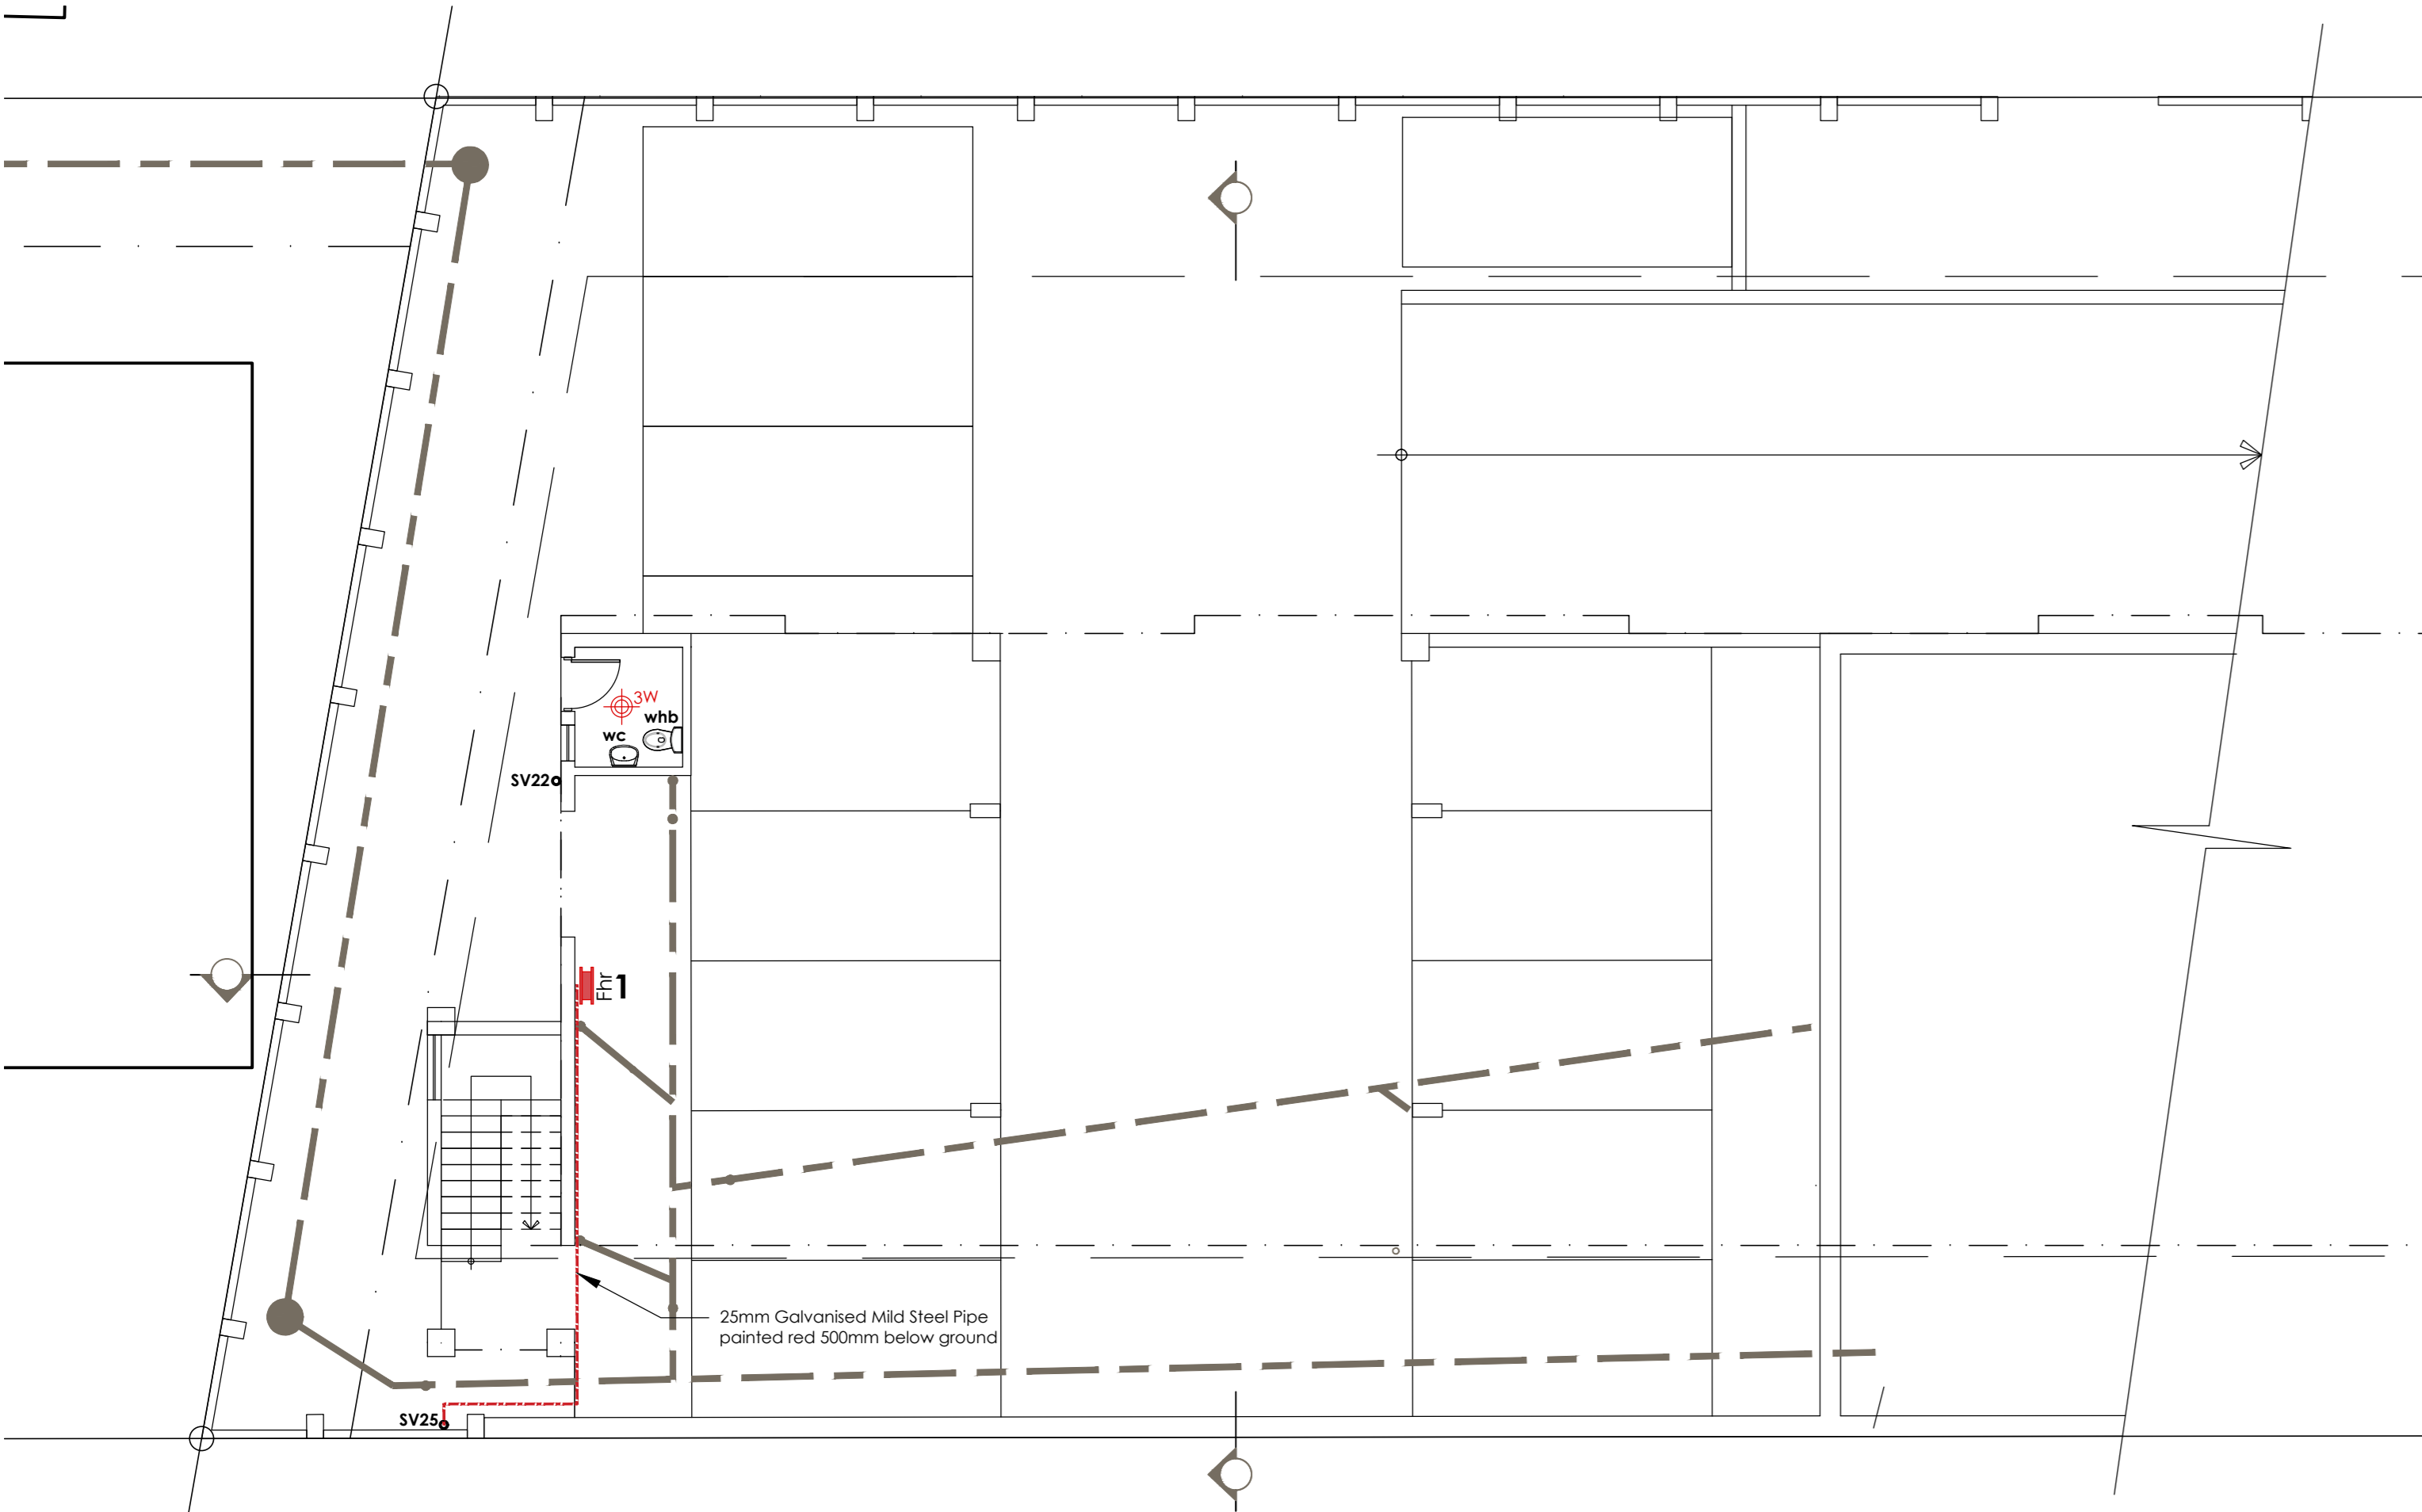 3W
whb
wc
SV22
Fhr 1
25mm Galvanised Mild Steel Pipe
painted red 500mm below ground
SV25